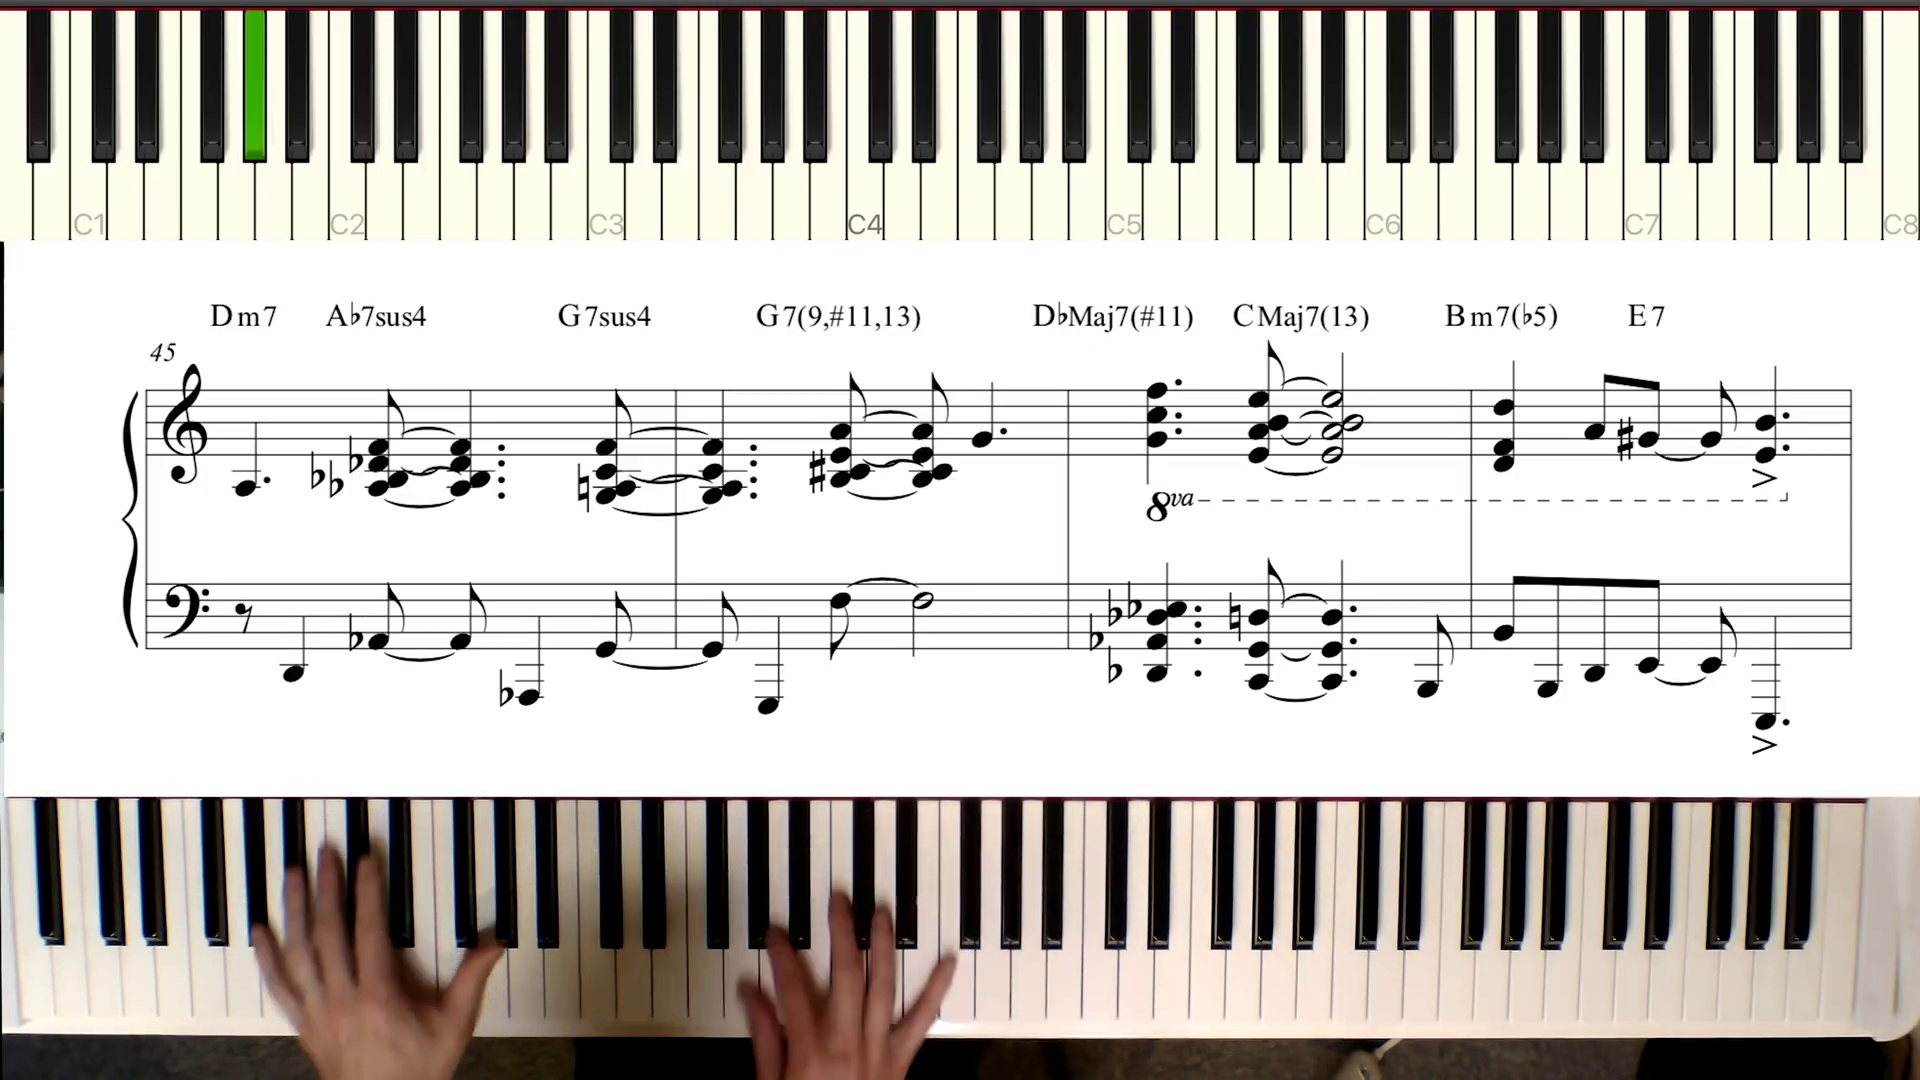 C1 C2 C3 C4 C5 C6 C7 C8
Dm7 A♭7sus4 G7sus4 G7(9,#11,13) D♭Maj7(#11) CMaj7(13) Bm7(♭5) E7
45
8va